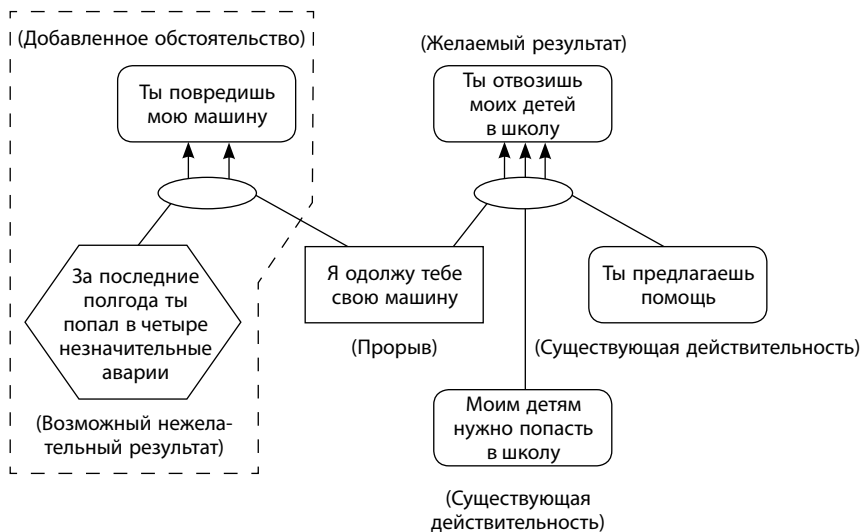 (Добавленное обстоятельство)
Ты повредишь
мою машину
(Желаемый результат)
Ты отвозишь
моих детей
в школу
За последние
полгода ты
попал в четыре
незначительные
аварии
(Возможный нежела-
тельный результат)
Я одолжу тебе
свою машину
(Прорыв)
Ты предлагаешь
помощь
(Существующая действительность)
Моим детям
нужно попасть
в школу
(Существующая
действительность)